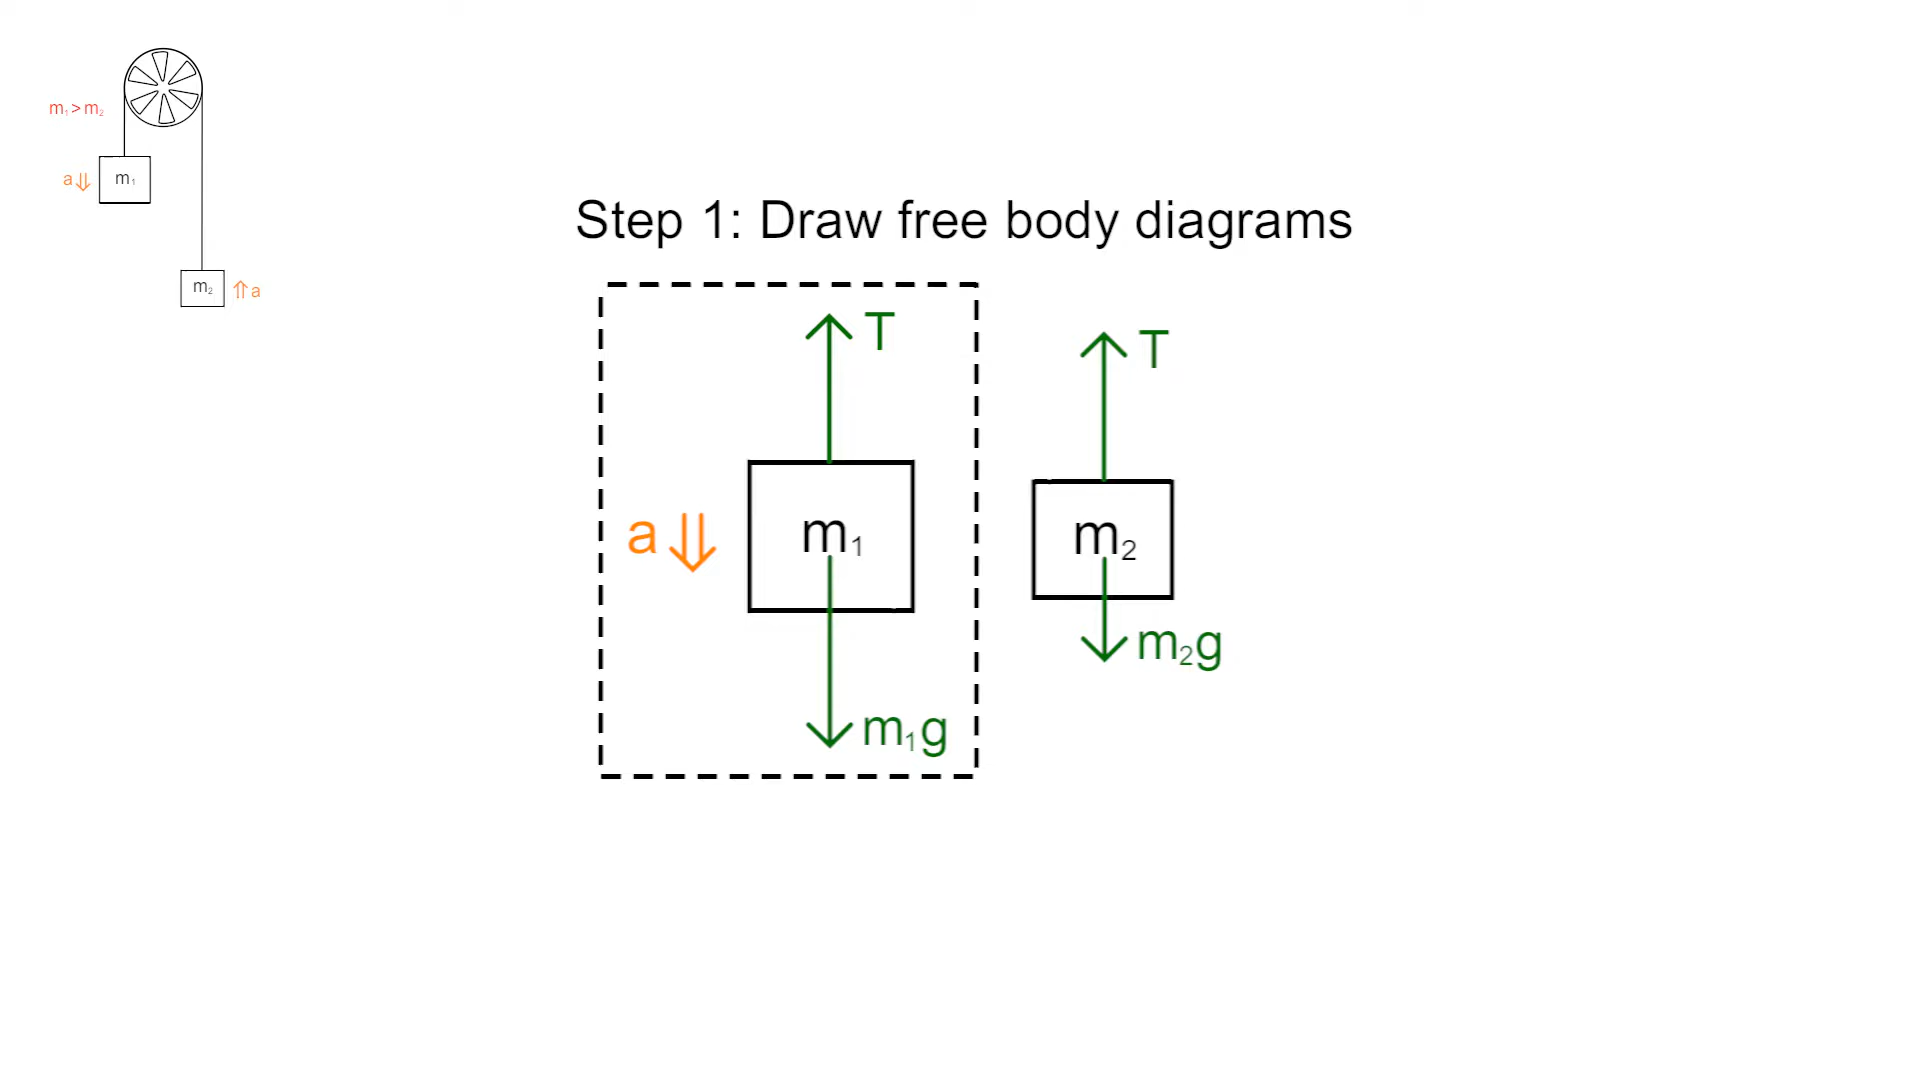 m₁ > m₂
a
m₁
m₂
a
Step 1: Draw free body diagrams
T
T
a
m₁
m₂
m₂g
m₁g